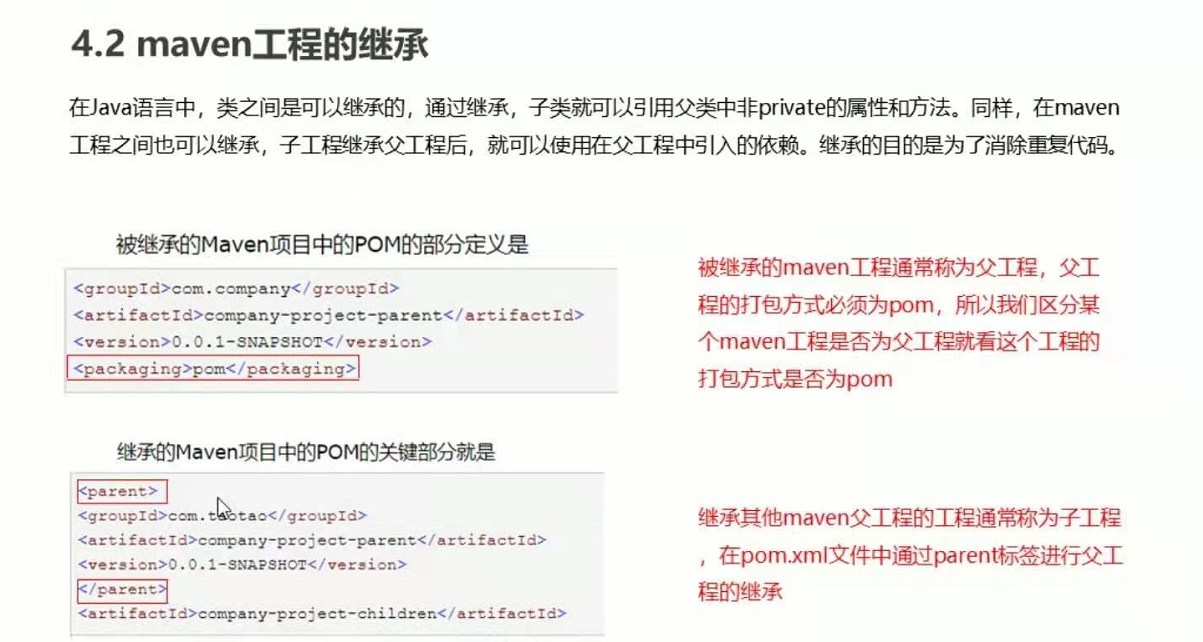 4.2 maven工程的继承
在Java语言中，类之间是可以继承的，通过继承，子类就可以引用父类中非private的属性和方法。同样，在maven
工程之间也可以继承，子工程继承父工程后，就可以使用在父工程中引入的依赖。继承的目的是为了消除重复代码。
被继承的Maven项目中的POM的部分定义是
<groupId>com.company</groupId>
<artifactId>company-project-parent</artifactId>
<version>0.0.1-SNAPSHOT</version>
<packaging>pom</packaging>
被继承的maven工程通常称为父工程，父工
程的打包方式必须为pom，所以我们区分某
个maven工程是否为父工程就看这个工程的
打包方式是否为pom
继承的Maven项目中的POM的关键部分就是
<parent>
<groupId>com.taotao</groupId>
<artifactId>company-project-parent</artifactId>
<version>0.0.1-SNAPSHOT</version>
</parent>
<artifactId>company-project-children</artifactId>
继承其他maven父工程的工程通常称为子工程
，在pom.xml文件中通过parent标签进行父工
程的继承